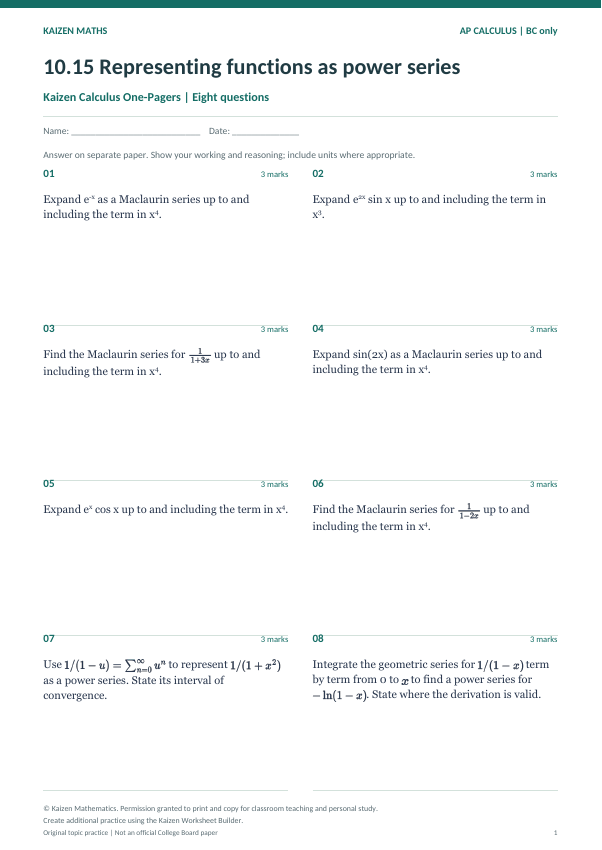 KAIZEN MATHS
AP CALCULUS | BC only
10.15 Representing functions as power series
Kaizen Calculus One-Pagers | Eight questions
Name: ____________________________ Date: ______________
Answer on separate paper. Show your working and reasoning; include units where appropriate.
01 3 marks
Expand e⁻ˣ as a Maclaurin series up to and
including the term in x⁴.
02 3 marks
Expand e²ˣ sin x up to and including the term in
x³.
03 3 marks
Find the Maclaurin series for 1/(1+3x) up to and
including the term in x⁴.
04 3 marks
Expand sin(2x) as a Maclaurin series up to and
including the term in x⁴.
05 3 marks
Expand eˣ cos x up to and including the term in x⁴.
06 3 marks
Find the Maclaurin series for 1/(1−2x) up to and
including the term in x⁴.
07 3 marks
Use 1/(1 − u) = ∑_{n=0}^{∞} uⁿ to represent 1/(1 + x²)
as a power series. State its interval of
convergence.
08 3 marks
Integrate the geometric series for 1/(1 − x) term
by term from 0 to x to find a power series for
− ln(1 − x). State where the derivation is valid.
© Kaizen Mathematics. Permission granted to print and copy for classroom teaching and personal study.
Create additional practice using the Kaizen Worksheet Builder.
Original topic practice | Not an official College Board paper
1